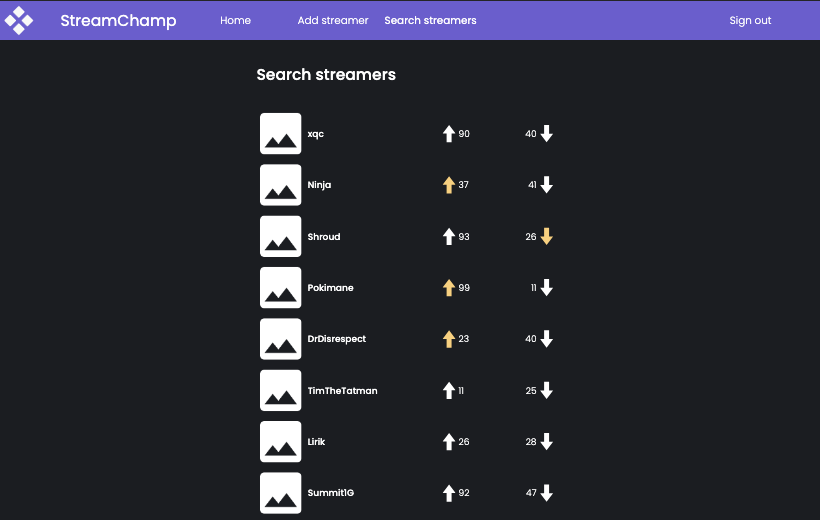 StreamChamp Home Add streamer Search streamers Sign out
Search streamers
xqc 90 40
Ninja 37 41
Shroud 93 26
Pokimane 99 11
DrDisrespect 23 40
TimTheTatman 11 25
Lirik 26 28
Summit1G 92 47